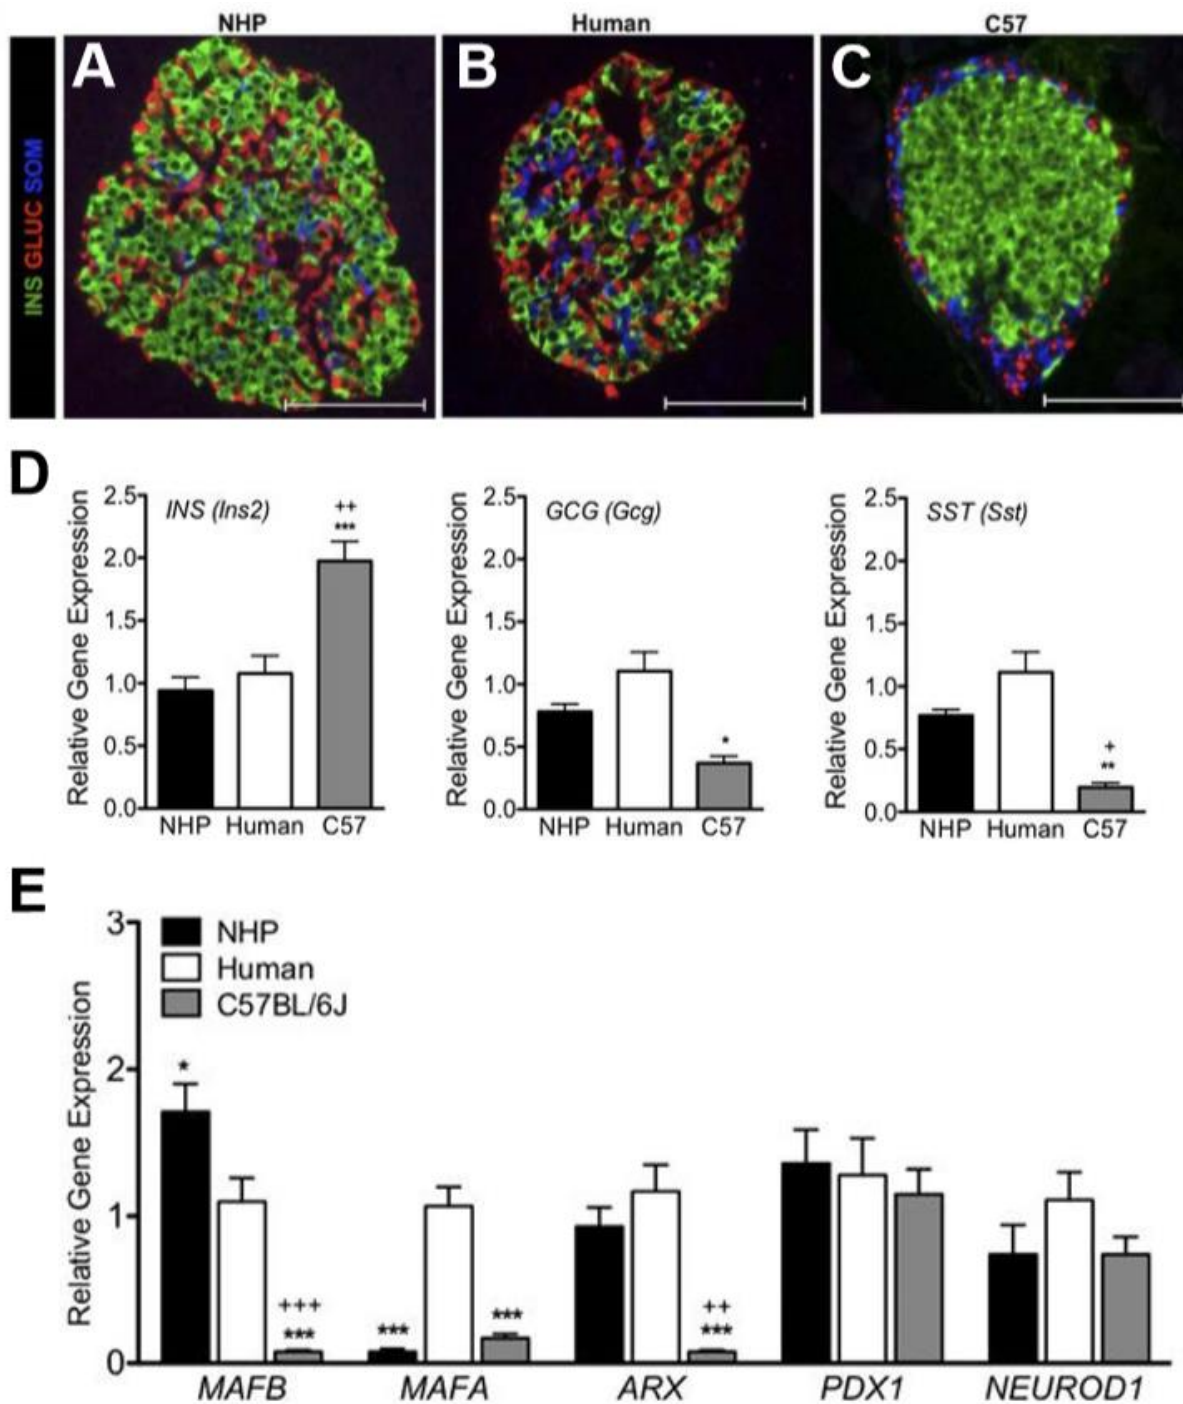 NHP
Human
C57
INS GLUC SOM
A
B
C
D
2.5
2.0
1.5
1.0
0.5
0.0
Relative Gene Expression
INS (Ins2)
++
***
NHP Human C57
2.5
2.0
1.5
1.0
0.5
0.0
Relative Gene Expression
GCG (Gcg)
*
NHP Human C57
2.5
2.0
1.5
1.0
0.5
0.0
Relative Gene Expression
SST (Sst)
+
**
NHP Human C57
E
3
2
1
0
Relative Gene Expression
NHP
Human
C57BL/6J
*
+++
***
***
***
++
***
MAFB MAFA ARX PDX1 NEUROD1